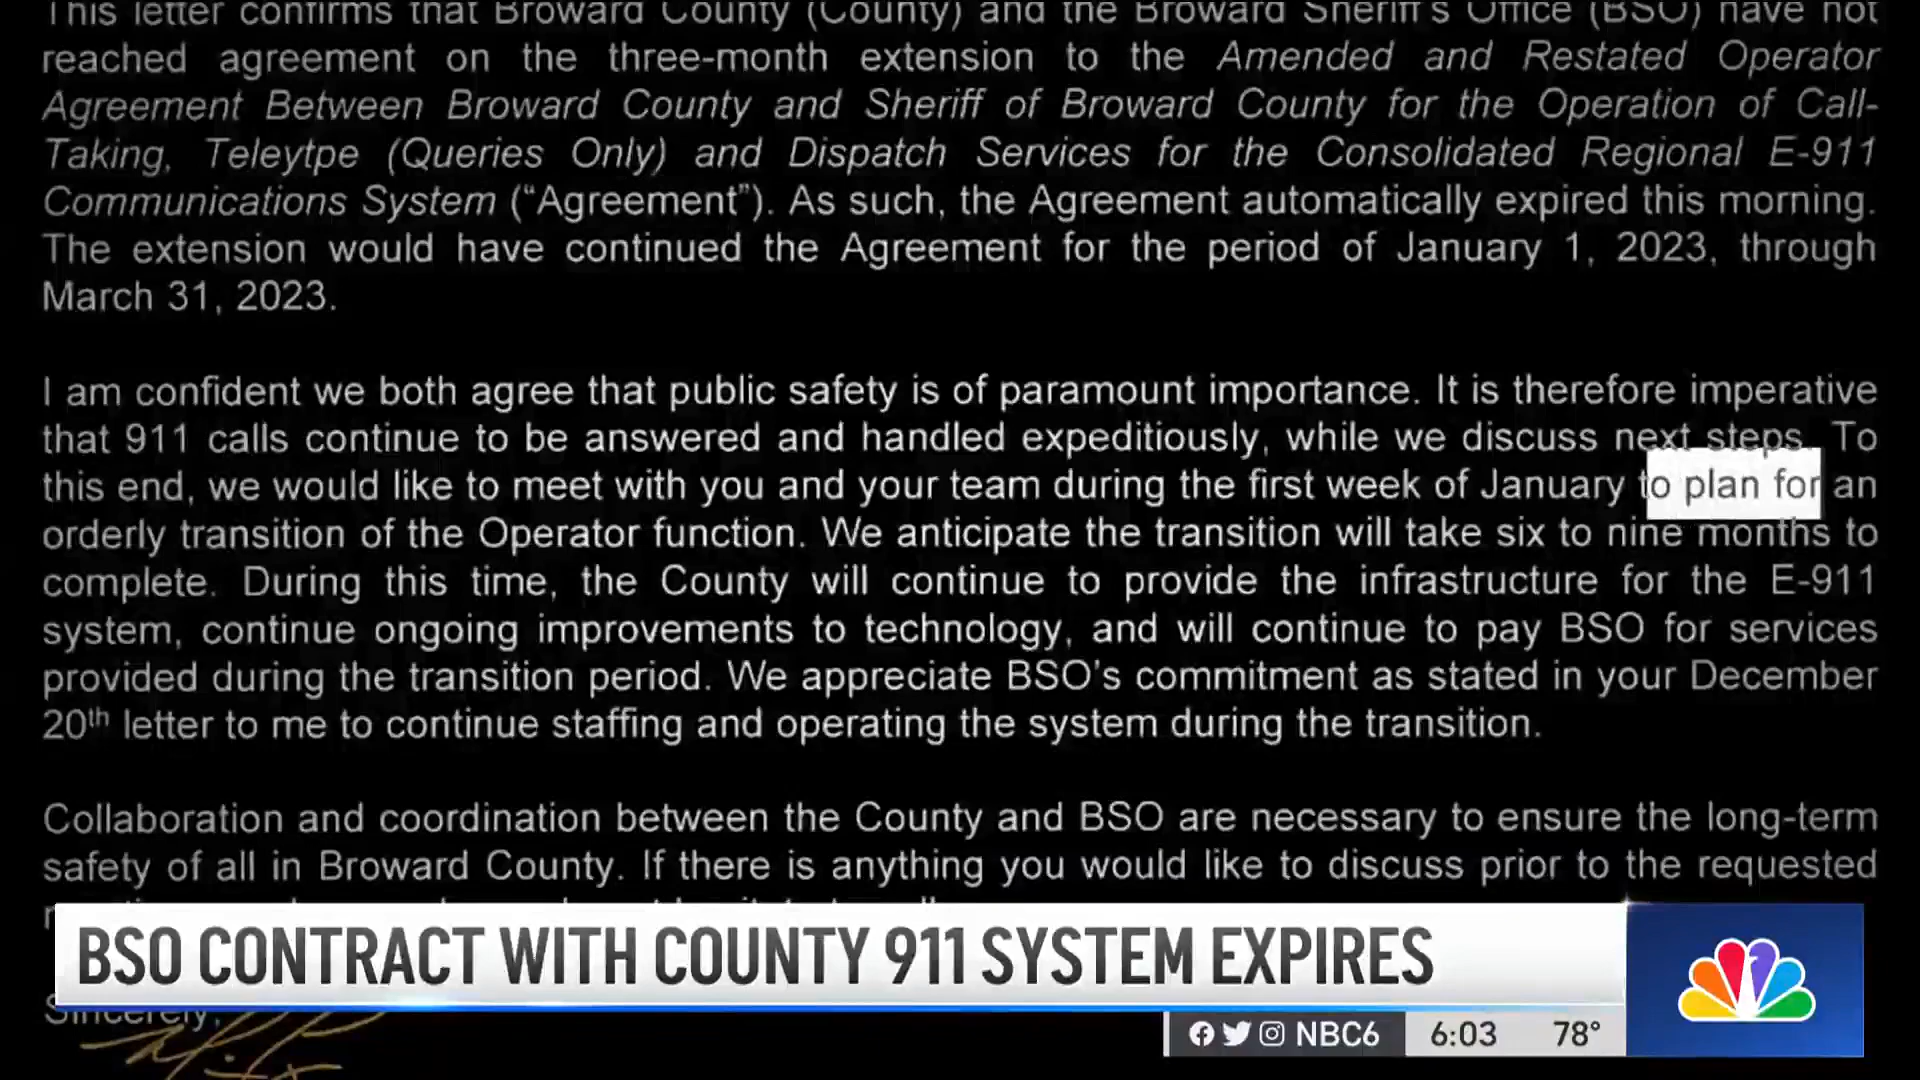 This letter confirms that Broward County (County) and the Broward Sheriff's Office (BSO) have not
reached agreement on the three-month extension to the Amended and Restated Operator
Agreement Between Broward County and Sheriff of Broward County for the Operation of Call-
Taking, Teleytpe (Queries Only) and Dispatch Services for the Consolidated Regional E-911
Communications System (“Agreement”). As such, the Agreement automatically expired this morning.
The extension would have continued the Agreement for the period of January 1, 2023, through
March 31, 2023.
I am confident we both agree that public safety is of paramount importance. It is therefore imperative
that 911 calls continue to be answered and handled expeditiously, while we discuss next steps. To
this end, we would like to meet with you and your team during the first week of January to plan for an
orderly transition of the Operator function. We anticipate the transition will take six to nine months to
complete. During this time, the County will continue to provide the infrastructure for the E-911
system, continue ongoing improvements to technology, and will continue to pay BSO for services
provided during the transition period. We appreciate BSO's commitment as stated in your December
20th letter to me to continue staffing and operating the system during the transition.
Collaboration and coordination between the County and BSO are necessary to ensure the long-term
safety of all in Broward County. If there is anything you would like to discuss prior to the requested
BSO CONTRACT WITH COUNTY 911 SYSTEM EXPIRES
Sincerely,
NBC6 6:03 78°